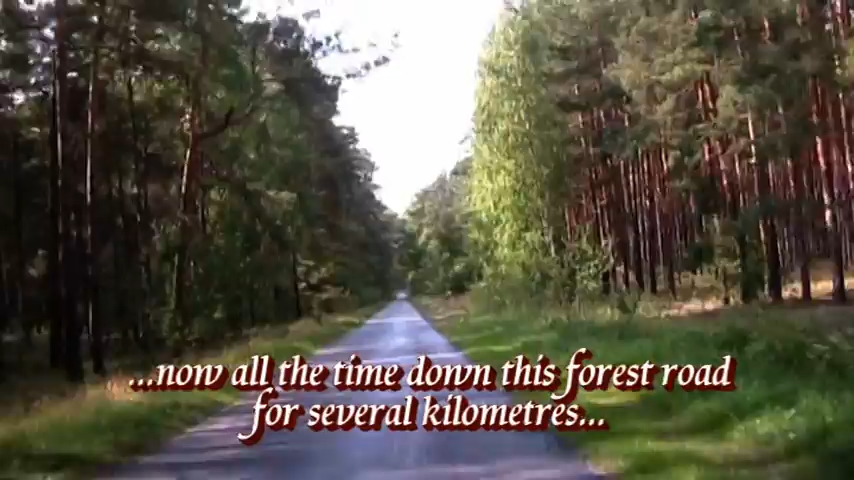 ...now all the time down this forest road
for several kilometres...